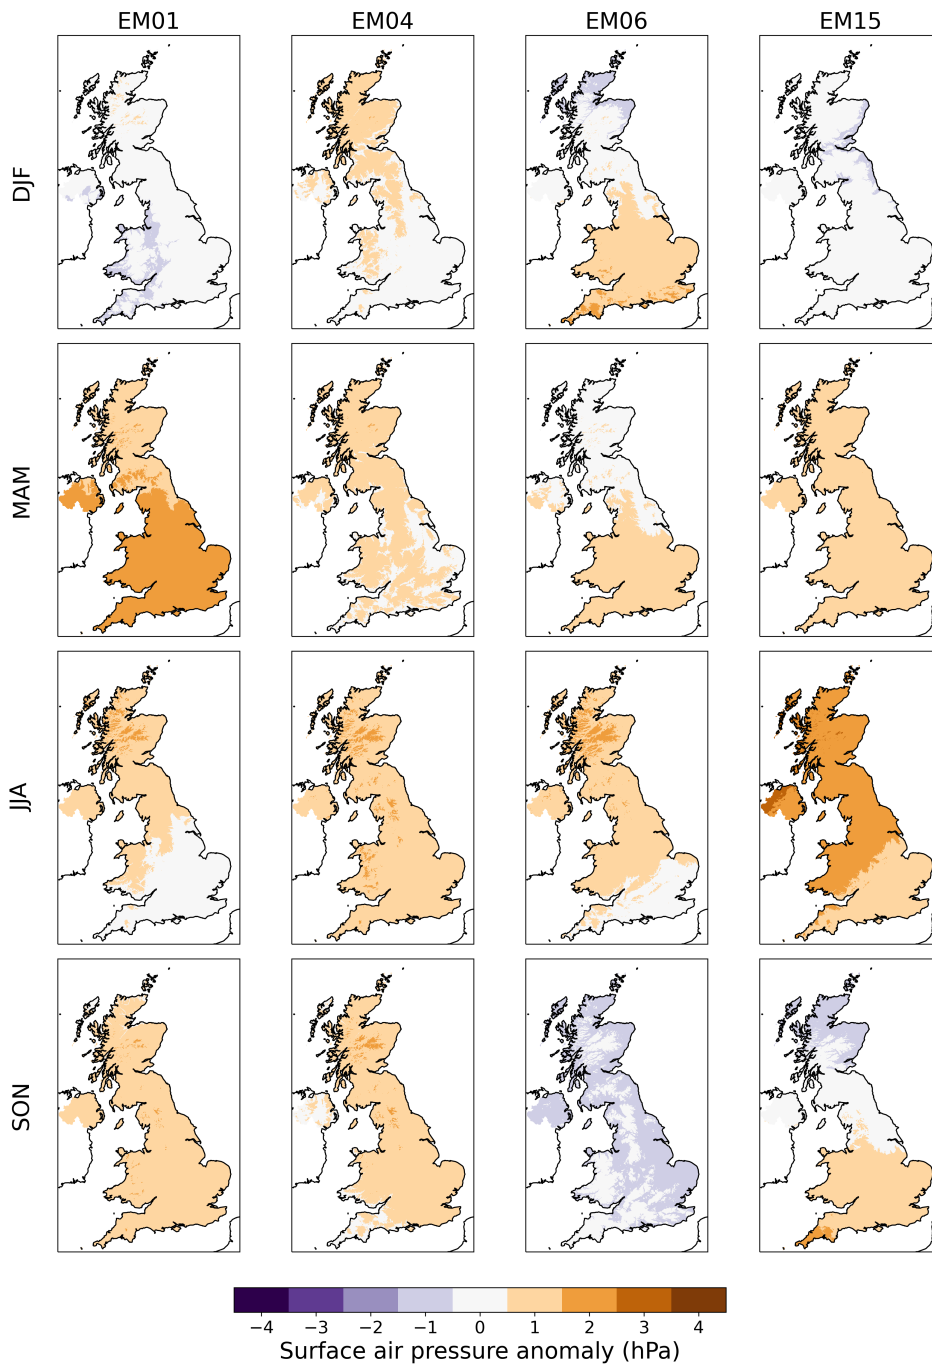 EM01 EM04 EM06 EM15
DJF
MAM
JJA
SON
−4 −3 −2 −1 0 1 2 3 4
Surface air pressure anomaly (hPa)